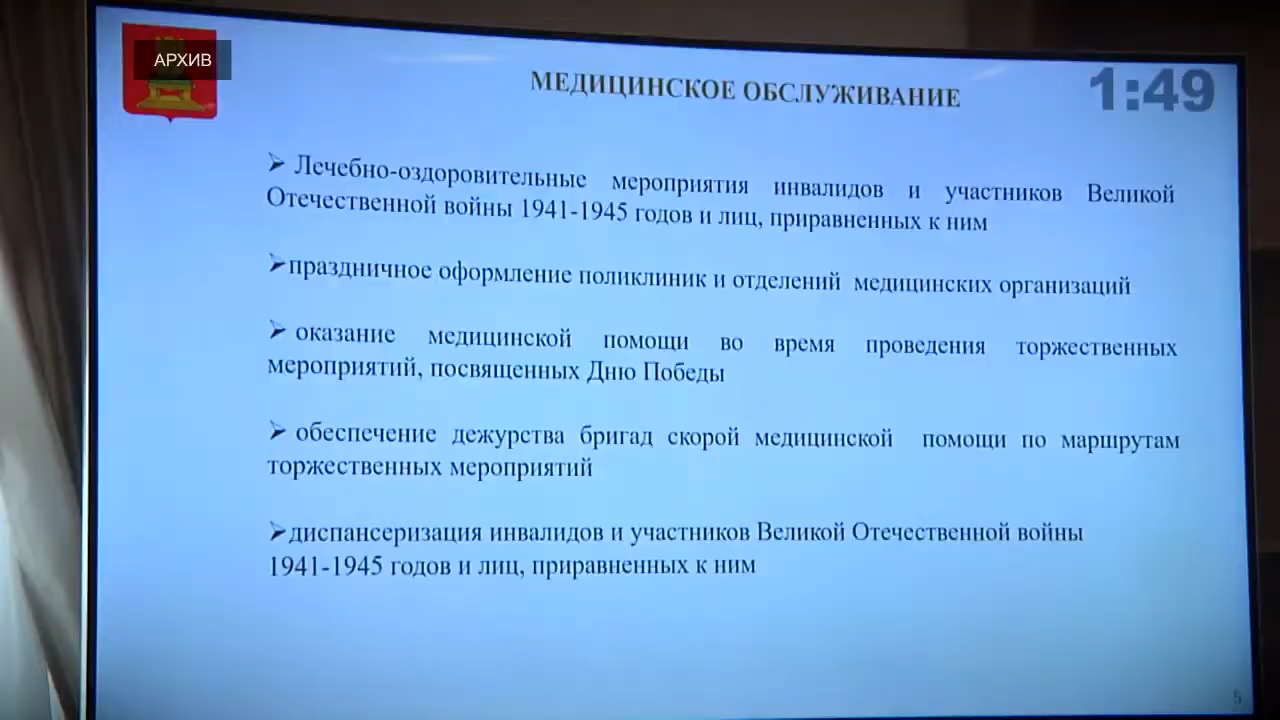 АРХИВ
МЕДИЦИНСКОЕ ОБСЛУЖИВАНИЕ
1:49
➢ Лечебно-оздоровительные мероприятия инвалидов и участников Великой
Отечественной войны 1941-1945 годов и лиц, приравненных к ним
➢праздничное оформление поликлиник и отделений медицинских организаций
➢ оказание медицинской помощи во время проведения торжественных
мероприятий, посвященных Дню Победы
➢ обеспечение дежурства бригад скорой медицинской помощи по маршрутам
торжественных мероприятий
➢диспансеризация инвалидов и участников Великой Отечественной войны
1941-1945 годов и лиц, приравненных к ним
5